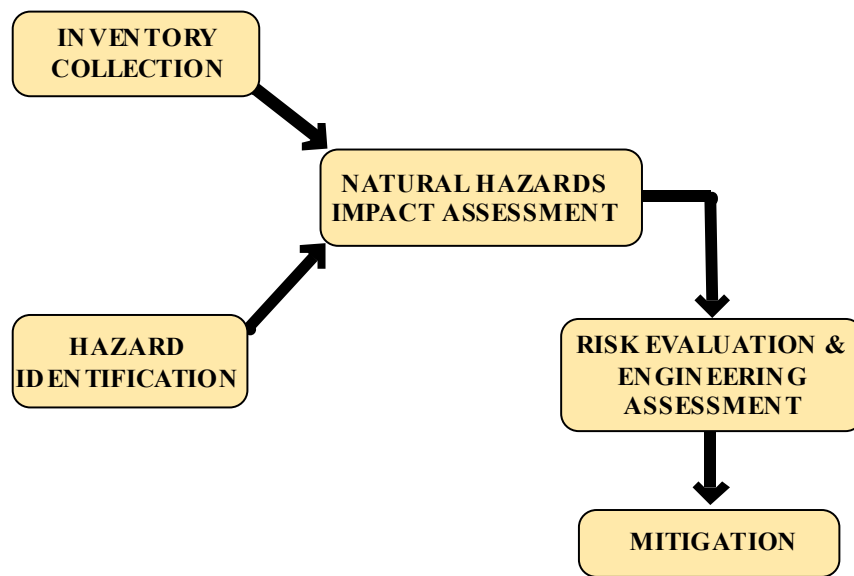 INVENTORY
COLLECTION
NATURAL HAZARDS
IMPACT ASSESSMENT
HAZARD
IDENTIFICATION
RISK EVALUATION &
ENGINEERING
ASSESSMENT
MITIGATION